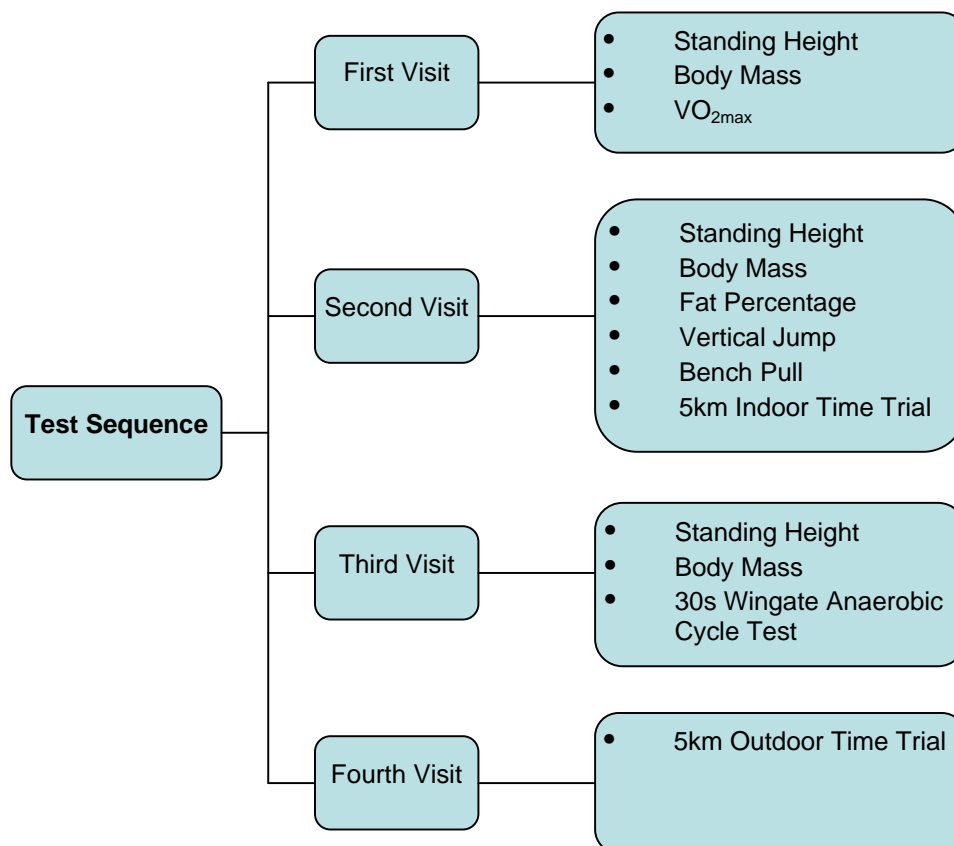 First Visit
• Standing Height
• Body Mass
• VO2max
Second Visit
• Standing Height
• Body Mass
• Fat Percentage
• Vertical Jump
• Bench Pull
• 5km Indoor Time Trial
Test Sequence
Third Visit
• Standing Height
• Body Mass
• 30s Wingate Anaerobic
Cycle Test
Fourth Visit
• 5km Outdoor Time Trial